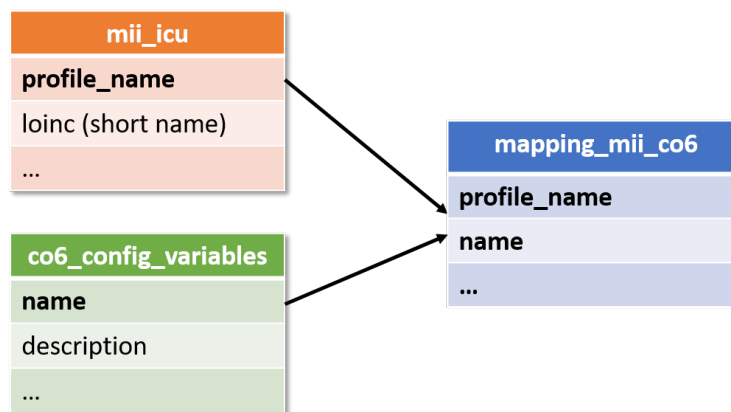 mii_icu
profile_name
loinc (short name)
...
co6_config_variables
name
description
...
mapping_mii_co6
profile_name
name
...